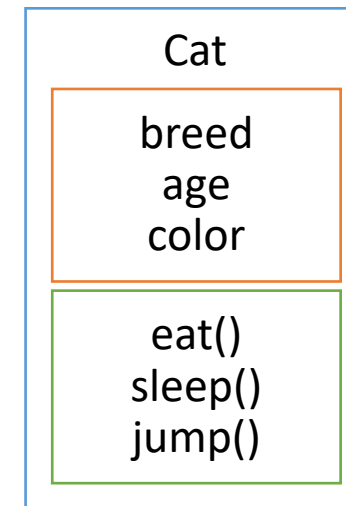 Cat
breed
age
color
eat()
sleep()
jump()